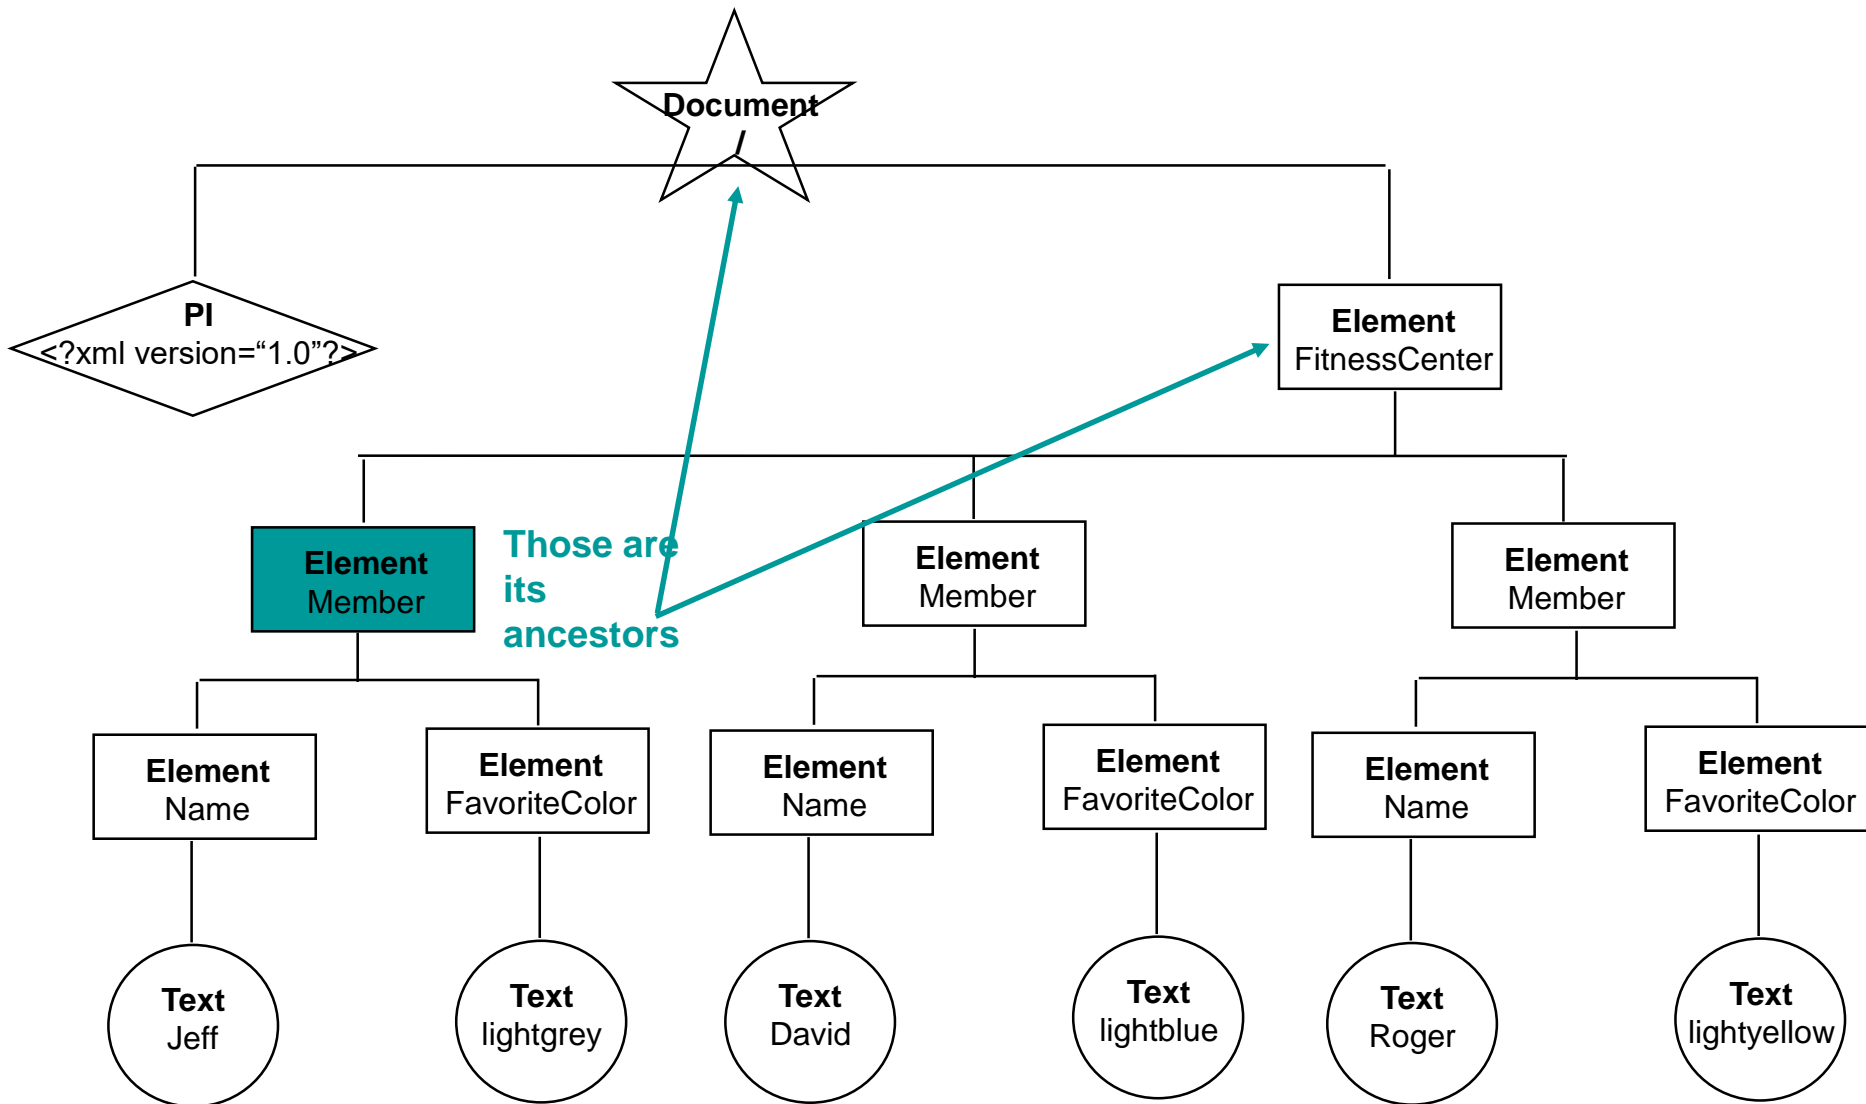 Document
/
PI
<?xml version=“1.0”?>
Element
FitnessCenter
Element
Member
Those are
its
ancestors
Element
Member
Element
Member
Element
Name
Element
FavoriteColor
Element
Name
Element
FavoriteColor
Element
Name
Element
FavoriteColor
Text
Jeff
Text
lightgrey
Text
David
Text
lightblue
Text
Roger
Text
lightyellow